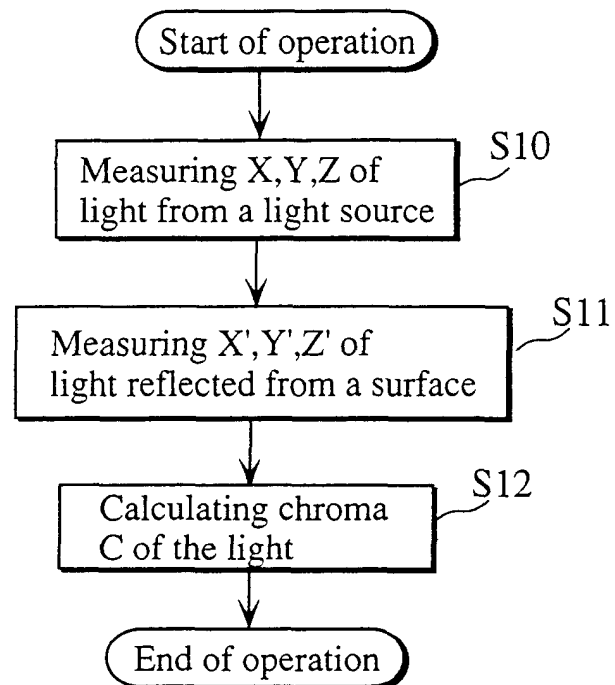 Start of operation
Measuring X,Y,Z of
light from a light source
S10
Measuring X',Y',Z' of
light reflected from a surface
S11
Calculating chroma
C of the light
S12
End of operation